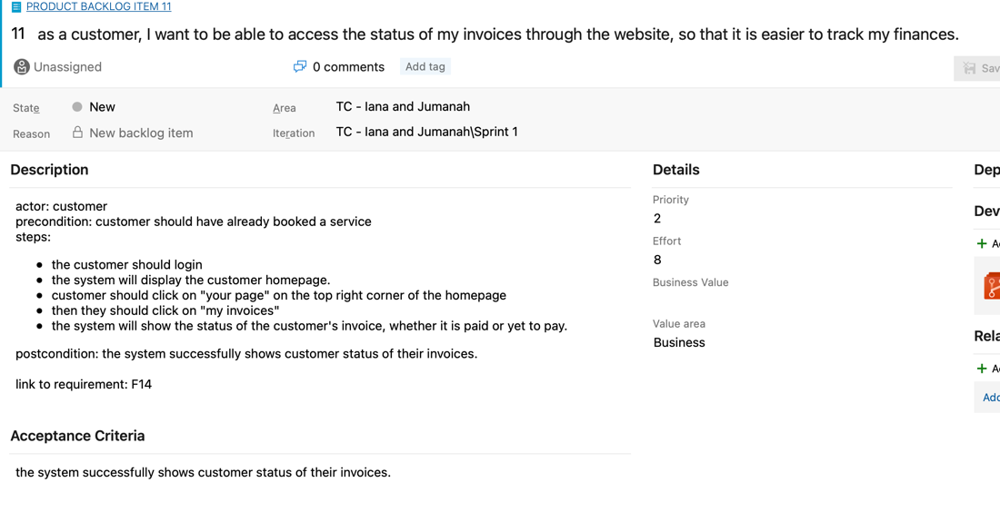 PRODUCT BACKLOG ITEM 11
11 as a customer, I want to be able to access the status of my invoices through the website, so that it is easier to track my finances.
Unassigned
0 comments
Add tag
State
New
Area
TC - Iana and Jumanah
Reason
New backlog item
Iteration
TC - Iana and Jumanah\Sprint 1
Description
actor: customer
precondition: customer should have already booked a service
steps:
• the customer should login
• the system will display the customer homepage.
• customer should click on "your page" on the top right corner of the homepage
• then they should click on "my invoices"
• the system will show the status of the customer's invoice, whether it is paid or yet to pay.
postcondition: the system successfully shows customer status of their invoices.
link to requirement: F14
Acceptance Criteria
the system successfully shows customer status of their invoices.
Details
Priority
2
Effort
8
Business Value
Value area
Business